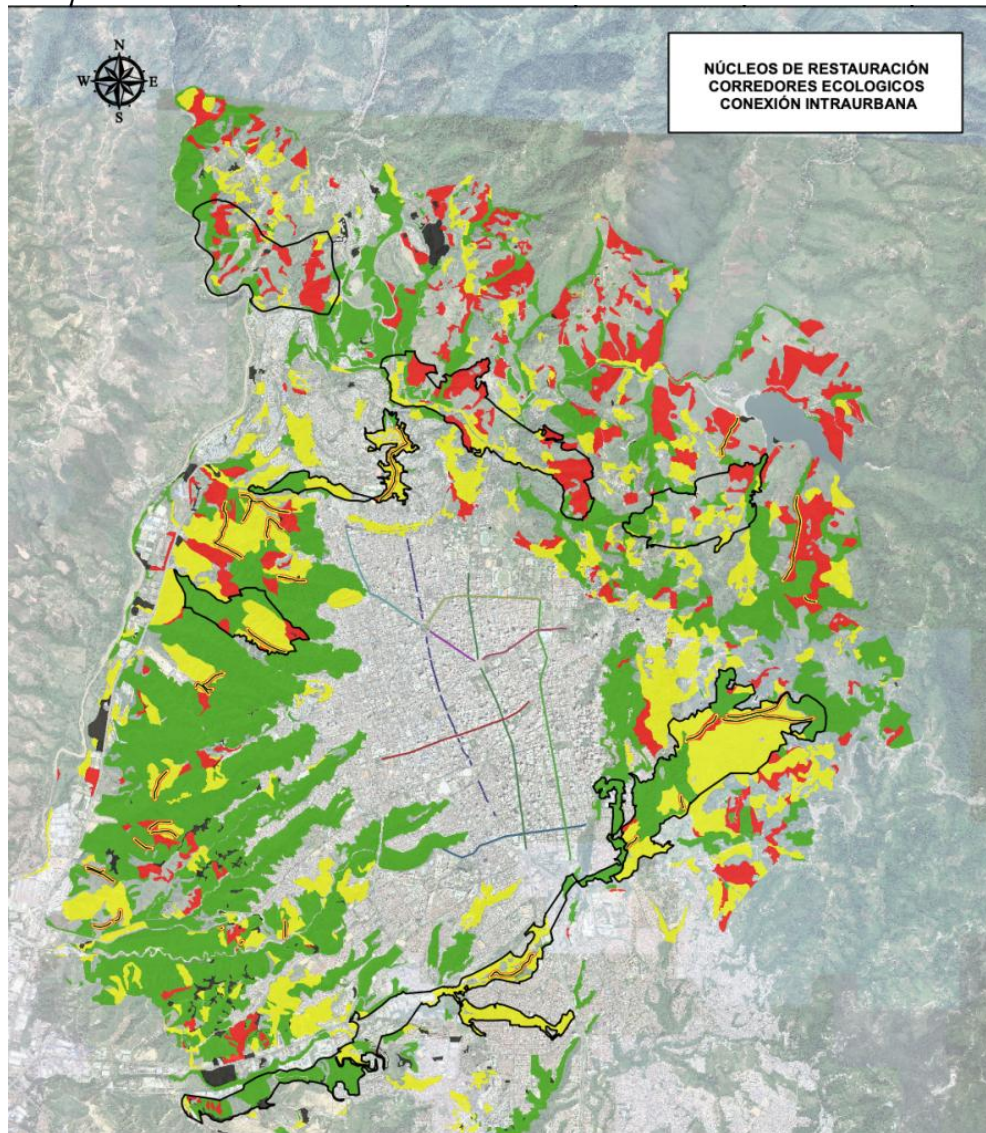 N
W E
S
NÚCLEOS DE RESTAURACIÓN
CORREDORES ECOLOGICOS
CONEXIÓN INTRAURBANA